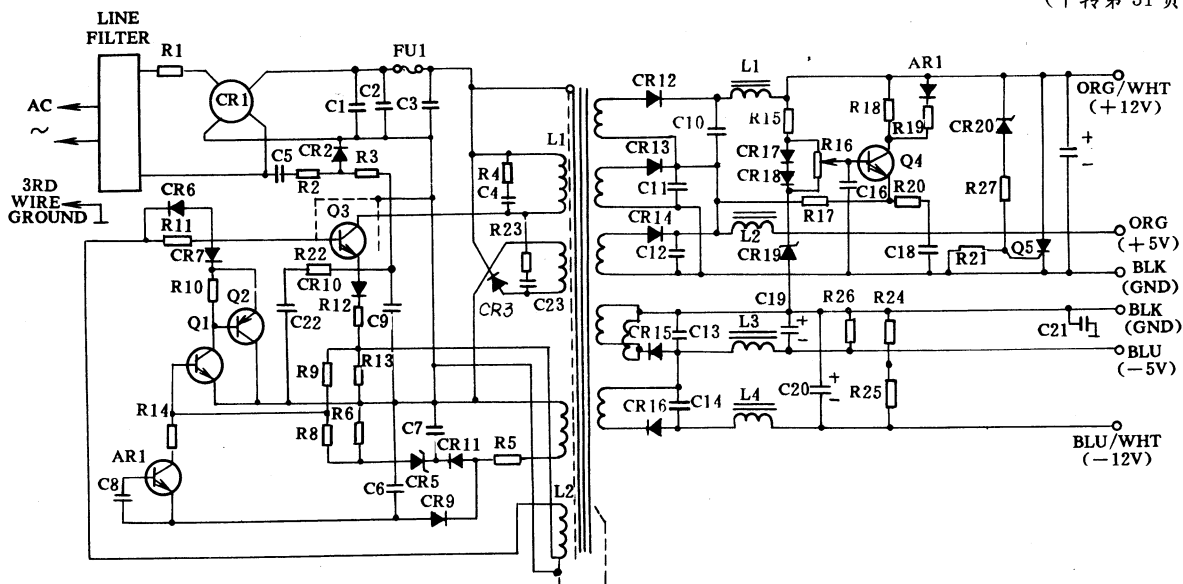 (下转第 31 页
LINE
FILTER
R1
FU1
CR1
C1
C2
C3
AC
~
C5
CR2
R3
R2
3RD
WIRE
GROUND
CR6
R11
CR7
R10
Q2
Q1
Q3
R22
CR10
R12
C22
C9
R4
C4
L1
R23
CR3
C23
R9
R13
R14
R8
R6
C7
CR11
R5
AR1
C8
CR5
C6
CR9
L2
CR12
L1
C10
R15
CR13
CR17
CR18
R16
C11
C16
R17
CR14
L2
C12
CR19
AR1
R18
R19
Q4
R20
CR20
R27
C18
R21
Q5
+
-
ORG/WHT
(+12V)
ORG
(+5V)
BLK
(GND)
BLK
(GND)
BLU
(-5V)
BLU/WHT
(-12V)
CR15
C13
L3
C19
+
-
R26
R24
C21
CR16
C14
L4
C20
+
-
R25